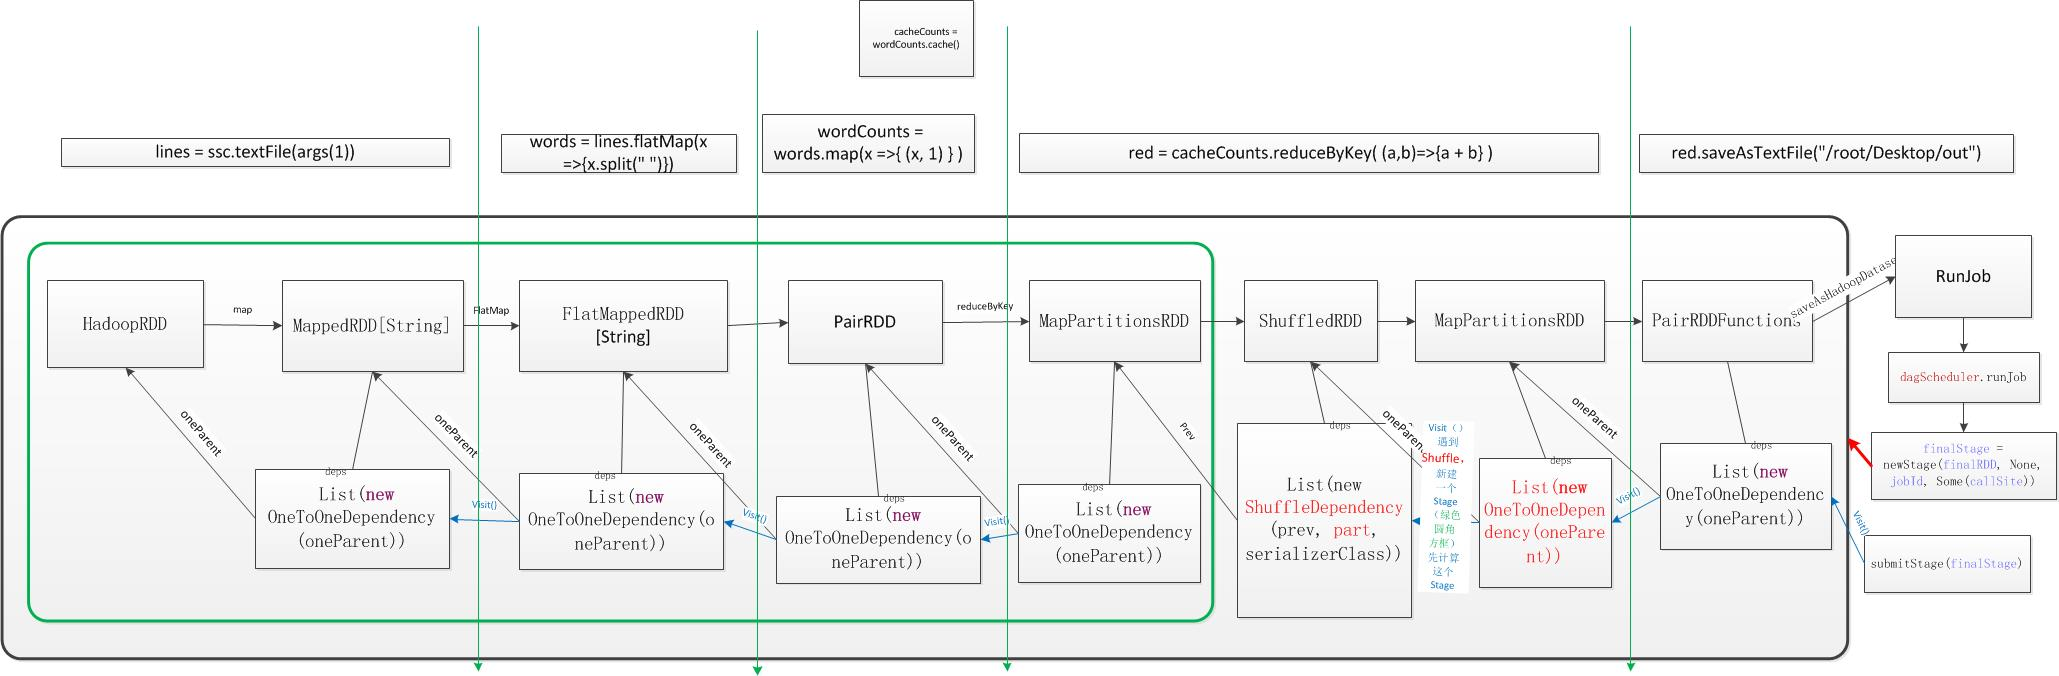 cacheCounts =
wordCounts.cache()
lines = ssc.textFile(args(1))
words = lines.flatMap(x
=>{x.split(" ")})
wordCounts =
words.map(x =>{ (x, 1) } )
red = cacheCounts.reduceByKey( (a,b)=>{a + b} )
red.saveAsTextFile("/root/Desktop/out")
HadoopRDD
map
MappedRDD[String]
FlatMap
FlatMappedRDD
[String]
PairRDD
reduceByKey
MapPartitionsRDD
ShuffledRDD
MapPartitionsRDD
PairRDDFunctions
saveAsHadoopDatase
RunJob
dagScheduler.runJob
finalStage =
newStage(finalRDD, None,
jobId, Some(callSite))
submitStage(finalStage)
oneParent
oneParent
oneParent
oneParent
Prev
oneParen
oneParent
deps
List(new
OneToOneDependency
(oneParent))
Visit()
deps
List(new
OneToOneDependency(o
neParent))
Visit()
deps
List(new
OneToOneDependency(o
neParent))
Visit()
deps
List(new
OneToOneDependency
(oneParent))
deps
List(new
ShuffleDependency
(prev, part,
serializerClass))
Visit（）
遇到
Shuffle，
新建
一个
Stage
（绿色
圆角
方框）
先计算
这个
Stage
deps
List(new
OneToOneDepen
dency(onePare
nt))
Visit()
deps
List(new
OneToOneDependenc
y(oneParent))
Visit()